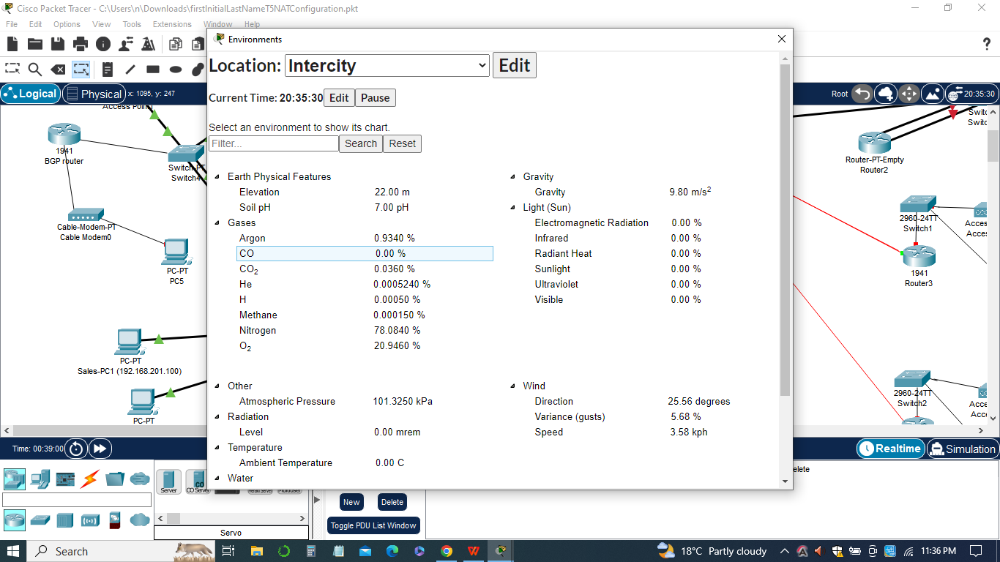 Cisco Packet Tracer - C:\Users\n\Downloads\firstInitialLastNameT5NATConfiguration.pkt
File Edit Options View Tools Extensions Window Help
Environments
Location: Intercity Edit
Current Time: 20:35:30 Edit Pause
Select an environment to show its chart.
Filter... Search Reset
Earth Physical Features
Elevation 22.00 m
Soil pH 7.00 pH
Gases
Argon 0.9340 %
CO 0.00 %
CO2 0.0360 %
He 0.0005240 %
H 0.00050 %
Methane 0.000150 %
Nitrogen 78.0840 %
O2 20.9460 %
Gravity
Gravity 9.80 m/s2
Light (Sun)
Electromagnetic Radiation 0.00 %
Infrared 0.00 %
Radiant Heat 0.00 %
Sunlight 0.00 %
Ultraviolet 0.00 %
Visible 0.00 %
Other
Atmospheric Pressure 101.3250 kPa
Radiation
Level 0.00 mrem
Temperature
Ambient Temperature 0.00 C
Water
Wind
Direction 25.56 degrees
Variance (gusts) 5.68 %
Speed 3.58 kph
Logical Physical x: 1095, y: 247
Root 20:35:30
Access Point1
1941
BGP router
Switch-PT
Switch4
Cable-Modem-PT
Cable Modem0
PC-PT
PC5
PC-PT
Sales-PC1 (192.168.201.100)
PC-PT
Router-PT-Empty
Router2
2960-24TT
Switch1
1941
Router3
2960-24TT
Switch2
Time: 00:39:00
Realtime Simulation
Server CO Server
Servo
New Delete
Toggle PDU List Window
Search
18°C Partly cloudy
11:36 PM